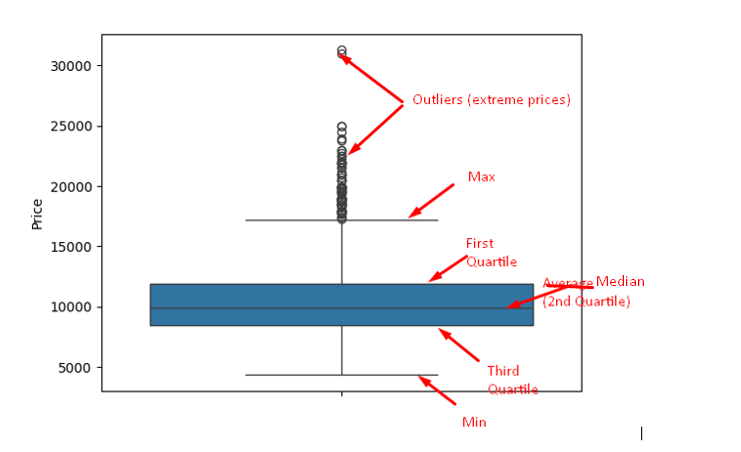 30000
Outliers (extreme prices)
25000
20000
Max
Price
15000
First
Quartile
Average Median
10000
(2nd Quartile)
5000
Third
Quartile
Min